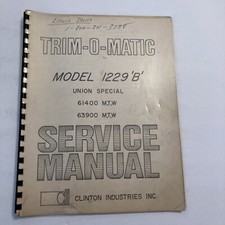 TRIM-O-MATIC
MODEL '1229 'B'
UNION SPECIAL
61400 M,T,W
63900 M,T,W
SERVICE
MANUAL
CLINTON INDUSTRIES INC.